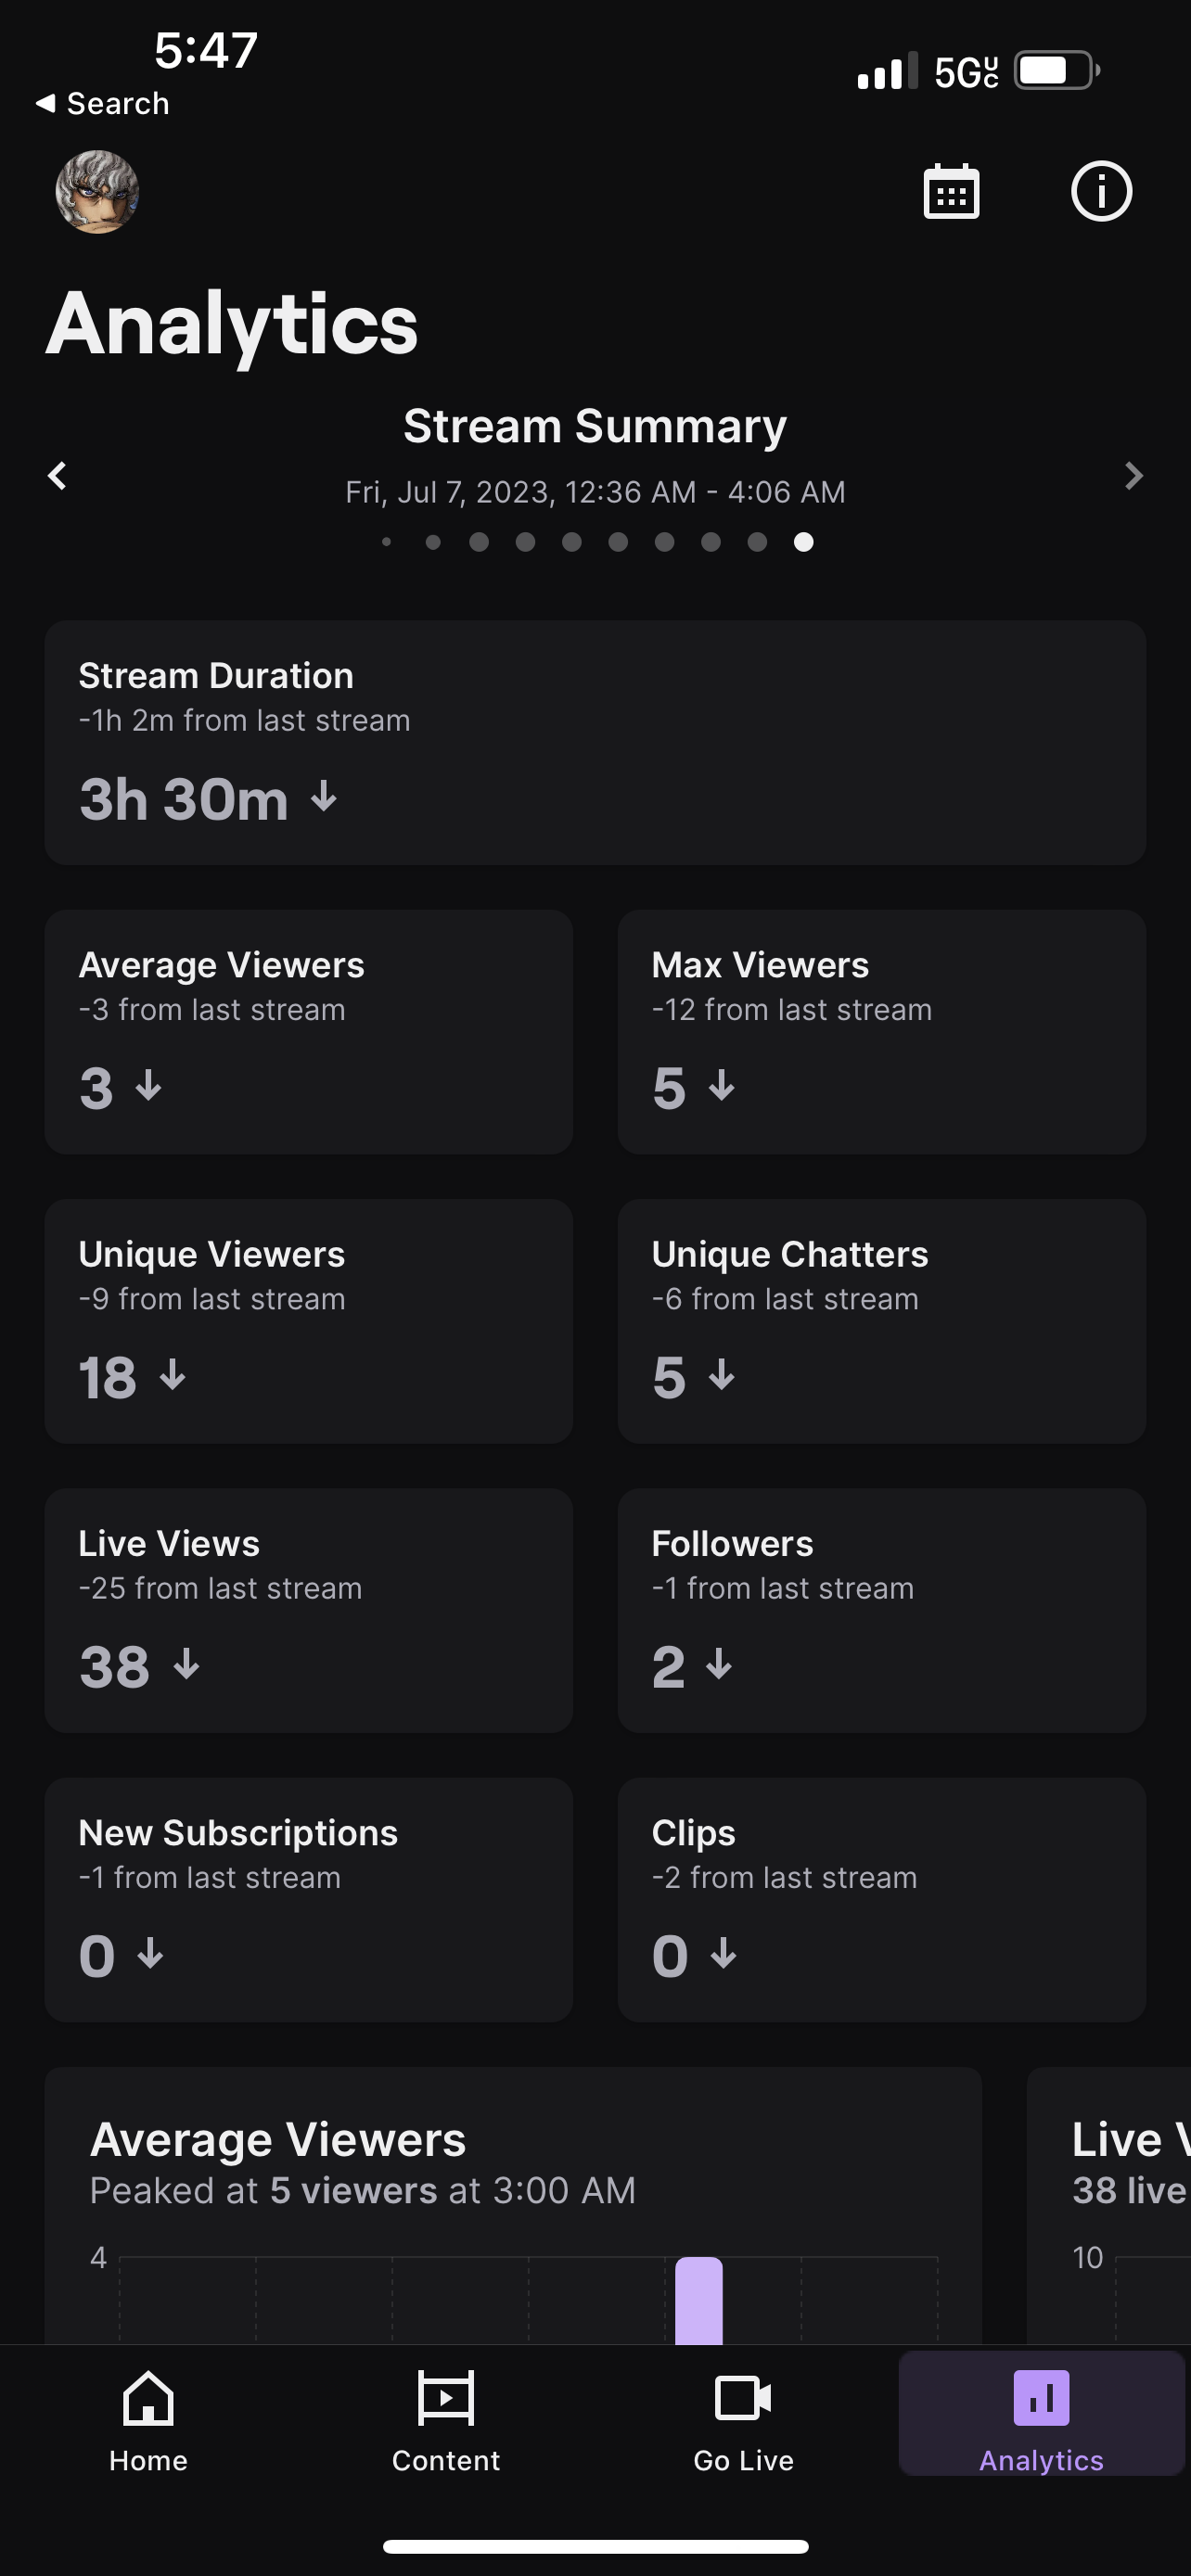 5:47
5G UC
Search
Analytics
Stream Summary
Fri, Jul 7, 2023, 12:36 AM - 4:06 AM
Stream Duration
-1h 2m from last stream
3h 30m
Average Viewers
-3 from last stream
3
Max Viewers
-12 from last stream
5
Unique Viewers
-9 from last stream
18
Unique Chatters
-6 from last stream
5
Live Views
-25 from last stream
38
Followers
-1 from last stream
2
New Subscriptions
-1 from last stream
0
Clips
-2 from last stream
0
Average Viewers
Peaked at 5 viewers at 3:00 AM
4
Live V
38 live
10
Home
Content
Go Live
Analytics